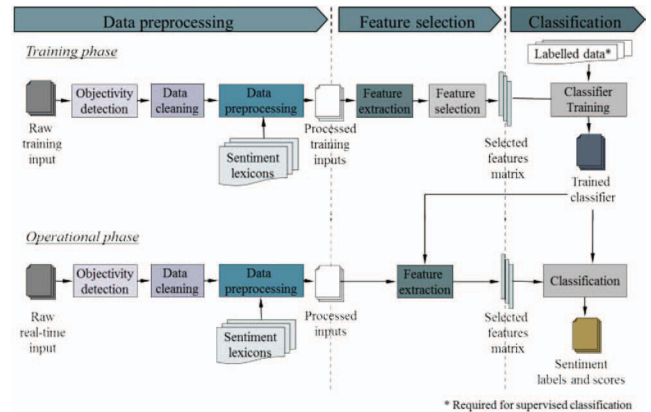 Data preprocessing
Feature selection
Classification
Training phase
Labelled data*
Objectivity
detection
Data
cleaning
Data
preprocessing
Feature
extraction
Feature
selection
Classifier
Training
Raw
training
input
Sentiment
lexicons
Processed
training
inputs
Selected
features
matrix
Trained
classifier
Operational phase
Objectivity
detection
Data
cleaning
Data
preprocessing
Feature
extraction
Classification
Raw
real-time
input
Sentiment
lexicons
Processed
inputs
Selected
features
matrix
Sentiment
labels and scores
* Required for supervised classification